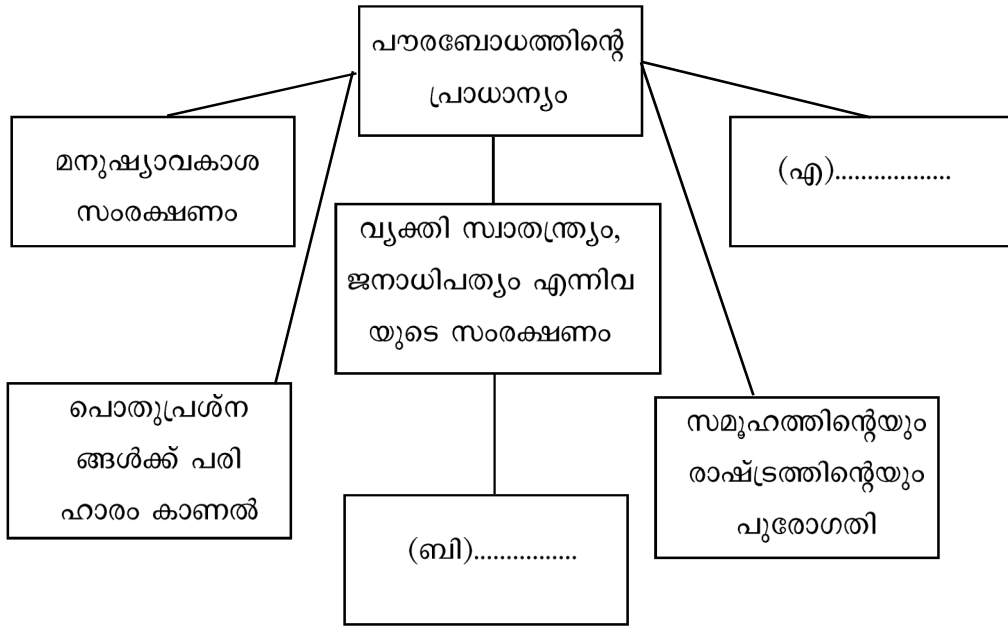 പൗരബോധത്തിന്റെ
പ്രാധാന്യം
മനുഷ്യാവകാശ
സംരക്ഷണം
(എ)..................
വ്യക്തി സ്വാതന്ത്ര്യം,
ജനാധിപത്യം എന്നിവ
യുടെ സംരക്ഷണം
പൊതുപ്രശ്ന
ങ്ങൾക്ക് പരി
ഹാരം കാണൽ
സമൂഹത്തിന്റെയും
രാഷ്ട്രത്തിന്റെയും
പുരോഗതി
(ബി)................